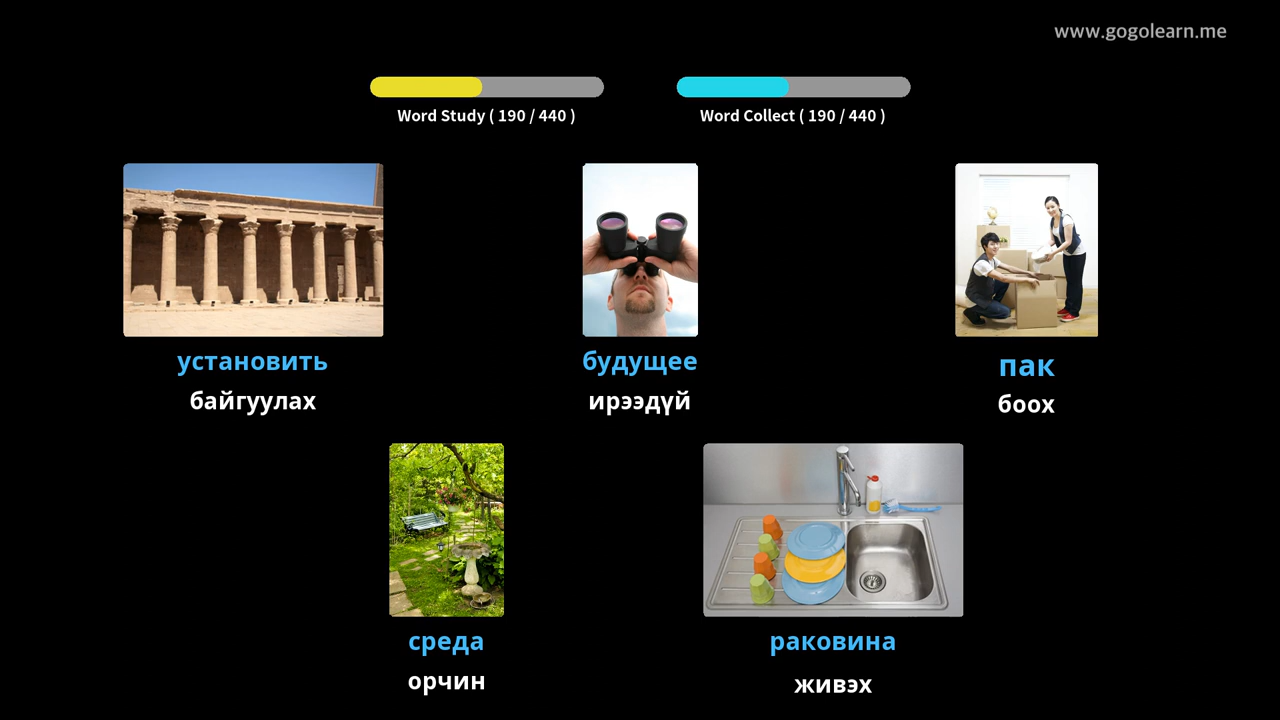 www.gogolearn.me
Word Study ( 190 / 440 )
Word Collect ( 190 / 440 )
установить
байгуулах
будущее
ирээдүй
пак
боох
среда
орчин
раковина
живэх